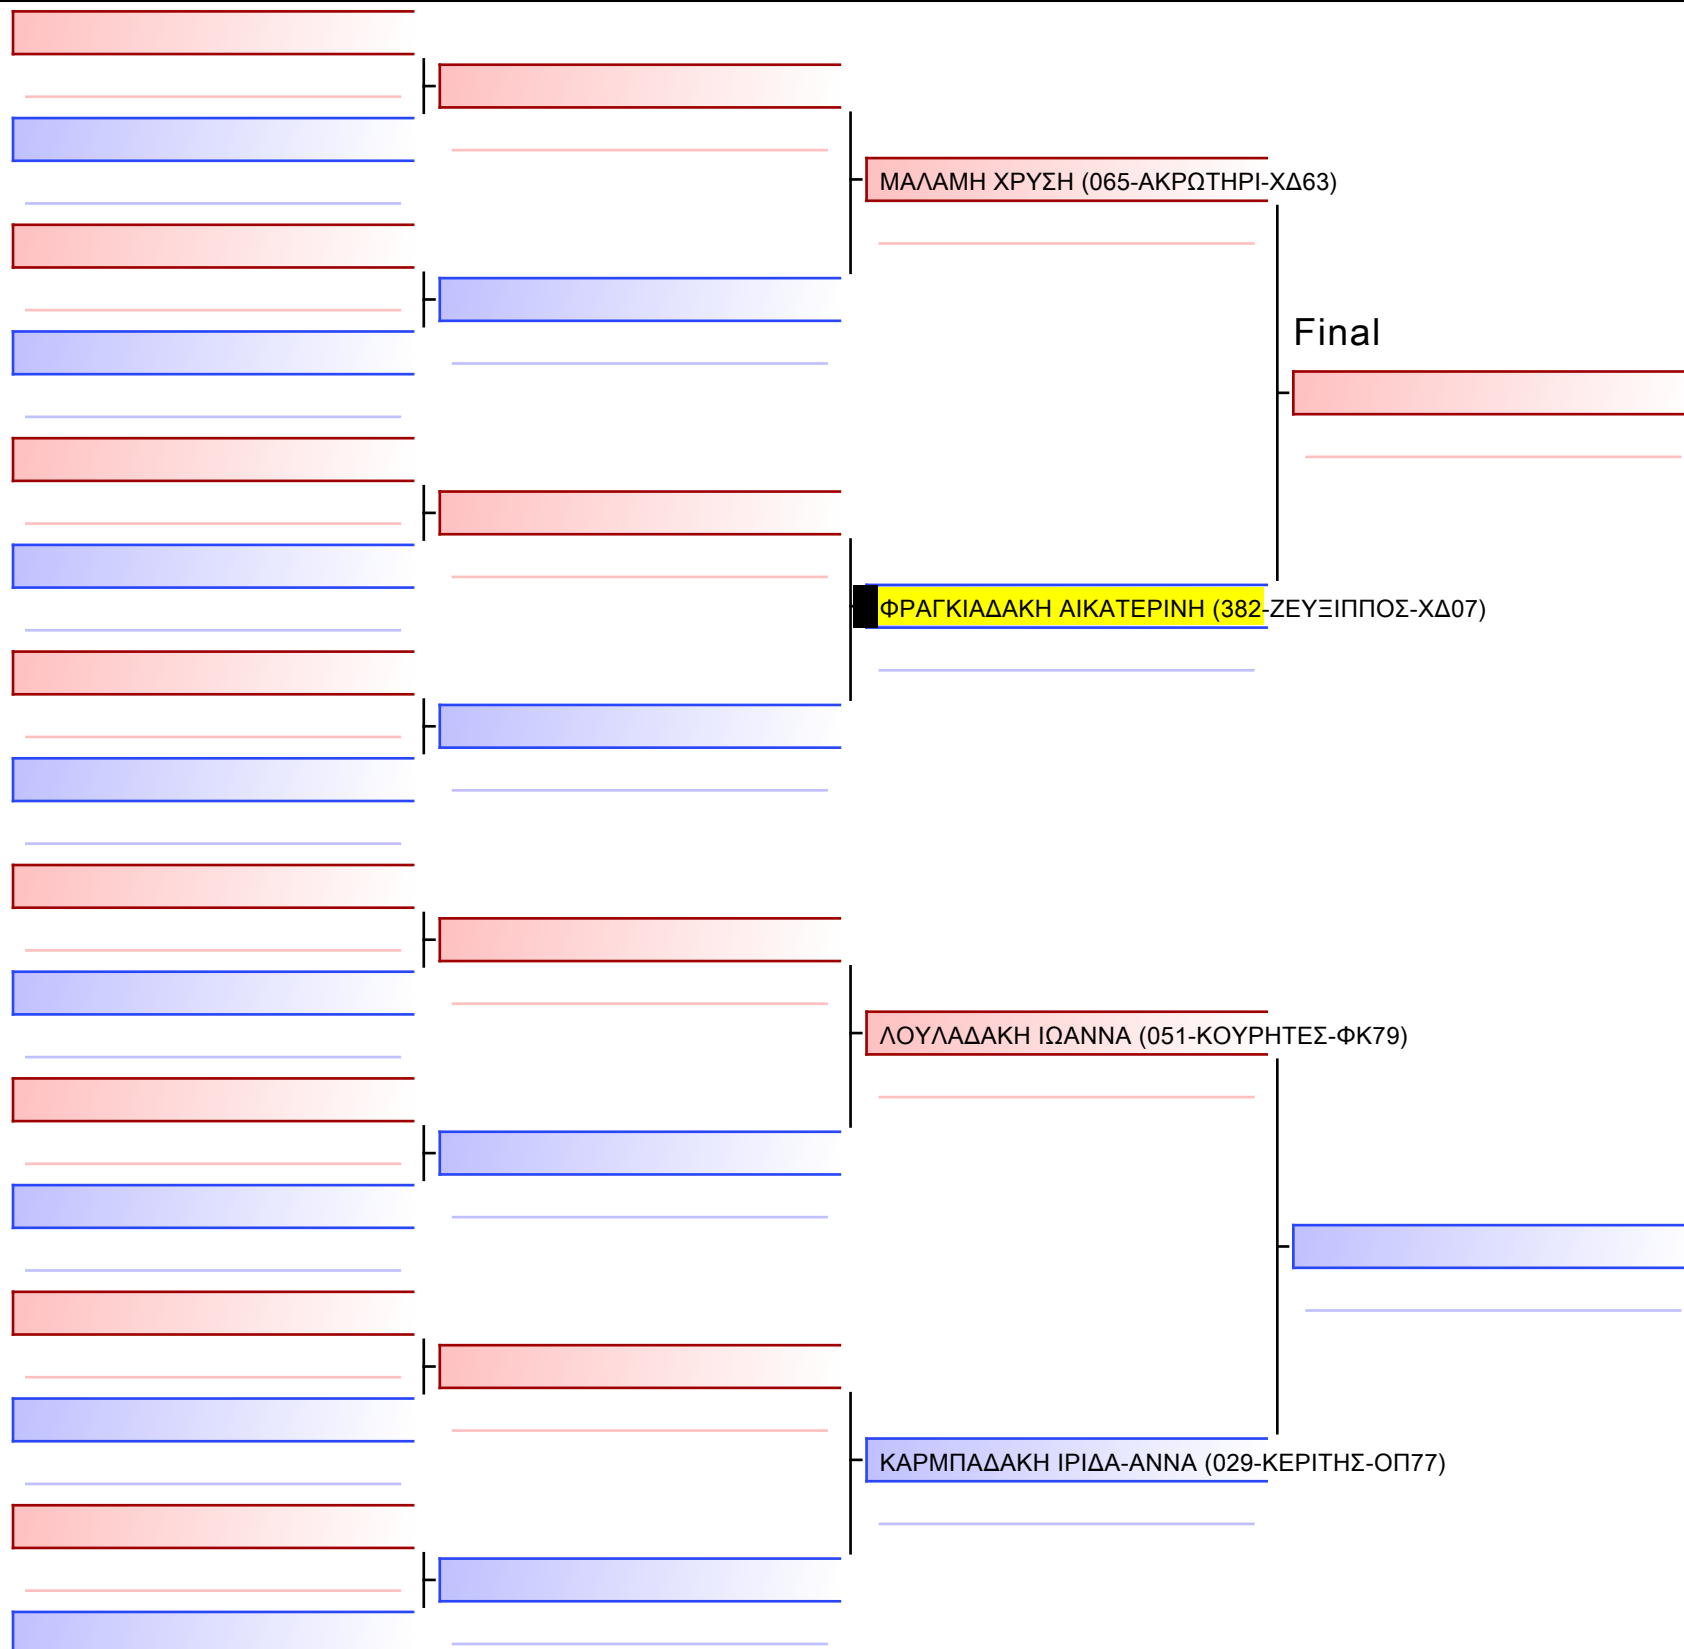 ΜΑΛΑΜΗ ΧΡΥΣΗ (065-ΑΚΡΩΤΗΡΙ-ΧΔ63)
Final
ΦΡΑΓΚΙΑΔΑΚΗ ΑΙΚΑΤΕΡΙΝΗ (382-ΖΕΥΞΙΠΠΟΣ-ΧΔ07)
ΛΟΥΛΑΔΑΚΗ ΙΩΑΝΝΑ (051-ΚΟΥΡΗΤΕΣ-ΦΚ79)
ΚΑΡΜΠΑΔΑΚΗ ΙΡΙΔΑ-ΑΝΝΑ (029-ΚΕΡΙΤΗΣ-ΟΠ77)